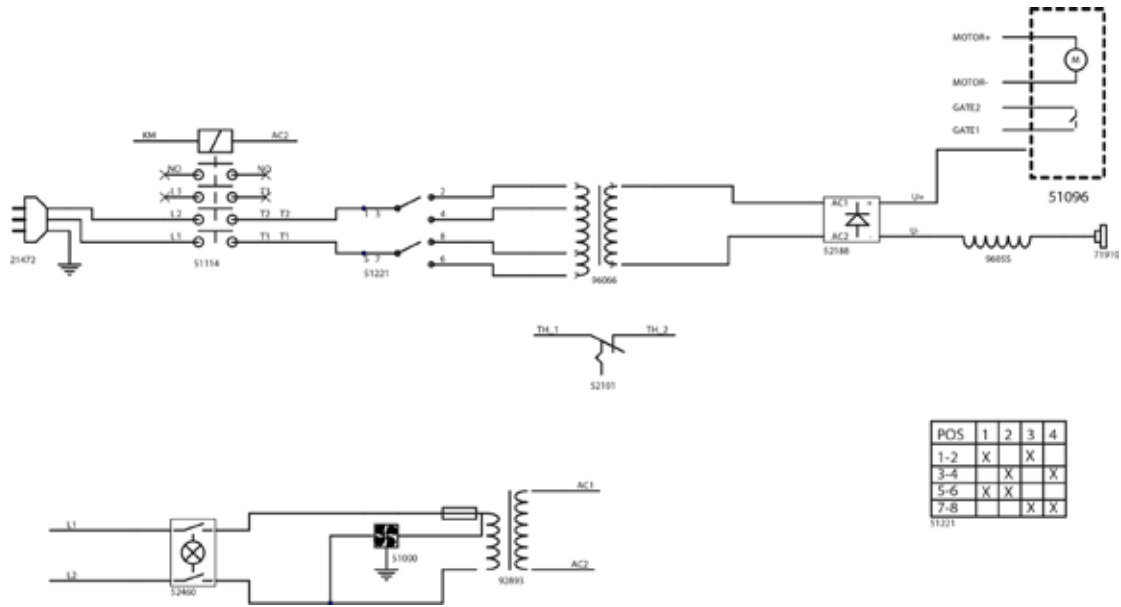 MOTOR+
M
MOTOR-
GATE2
GATE1
51096
KM AC2
NO NO
L3 T3
L2 T2 T2
L1 T1 T1
21472
51114
1 3
5 7
51221
2
4
8
6
96066
AC1 +
AC2 -
52188
U+
U-
96055
71910
TH_1 TH_2
52101
POS 1 2 3 4
1-2 X X
3-4 X X
5-6 X X
7-8 X X
51221
L1
L2
52460
51000
92893
AC1
AC2